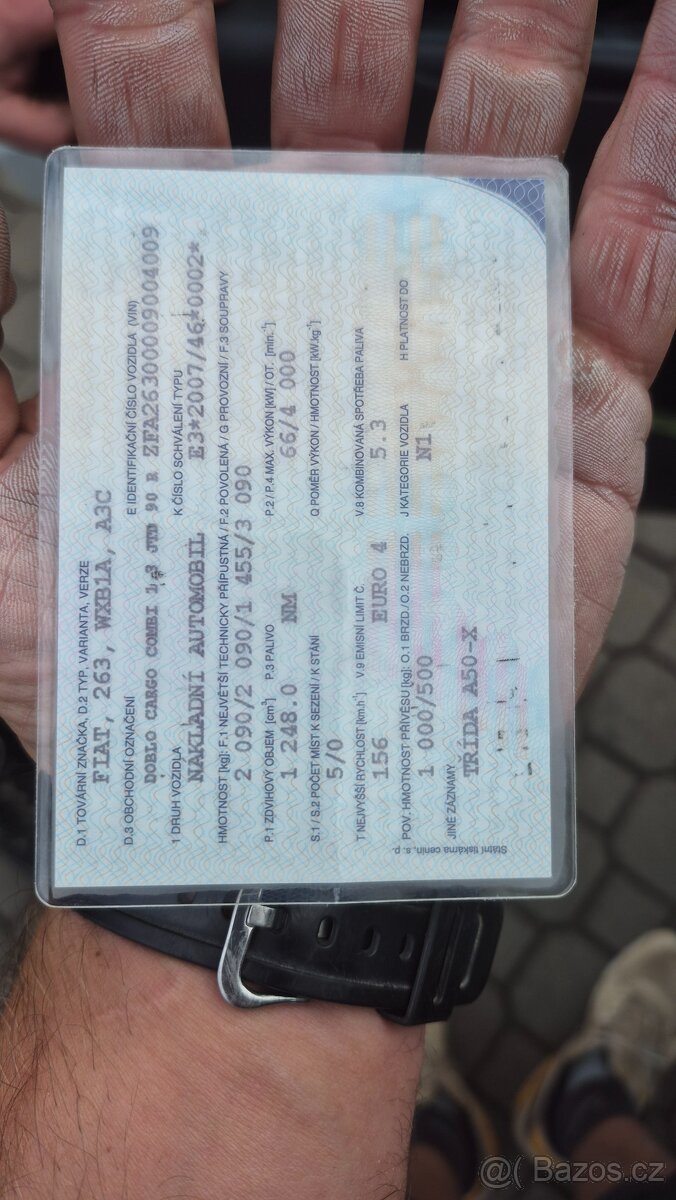 D.1 TOVÁRNÍ ZNAČKA, D.2 TYP, VARIANTA, VERZE
FIAT, 263, WXB1A, A3C
D.3 OBCHODNÍ OZNAČENÍ E IDENTIFIKAČNÍ ČÍSLO VOZIDLA (VIN)
DOBLO CARGO COMBI 1,3 JTD 90 R ZFA26300009004009
1 DRUH VOZIDLA K ČÍSLO SCHVÁLENÍ TYPU
NÁKLADNÍ AUTOMOBIL E3*2007/46*0002*
HMOTNOST [kg]: F.1 NEJVĚTŠÍ TECHNICKY PŘÍPUSTNÁ / F.2 POVOLENÁ / G PROVOZNÍ / F.3 SOUPRAVY
2 090/2 090/1 455/3 090
P.1 ZDVIHOVÝ OBJEM [cm³] P.3 PALIVO P.2 / P.4 MAX. VÝKON [kW] / OT. [min.⁻¹]
1 248.0 NM 66/4 000
S.1 / S.2 POČET MÍST K SEZENÍ / K STÁNÍ Q POMĚR VÝKON / HMOTNOST [kW.kg⁻¹]
5/0
T NEJVYŠŠÍ RYCHLOST [km.h⁻¹] V.9 EMISNÍ LIMIT Č. V.8 KOMBINOVANÁ SPOTŘEBA PALIVA
156 EURO 4 5.3
POV. HMOTNOST PŘÍVĚSU [kg]: O.1 BRZD / O.2 NEBRZD. J KATEGORIE VOZIDLA H PLATNOST DO
1 000/500 N1
JINÉ ZÁZNAMY
TŘÍDA A50-X
Státní tiskárna cenin, s. p.
@( Bazos.cz